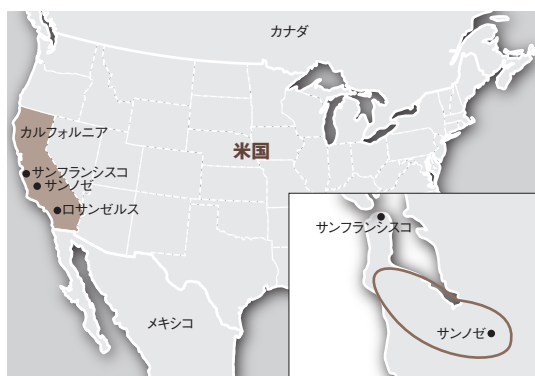 カナダ
カルフォルニア
米国
サンフランシスコ
サンノゼ
ロサンゼルス
メキシコ
サンフランシスコ
サンノゼ